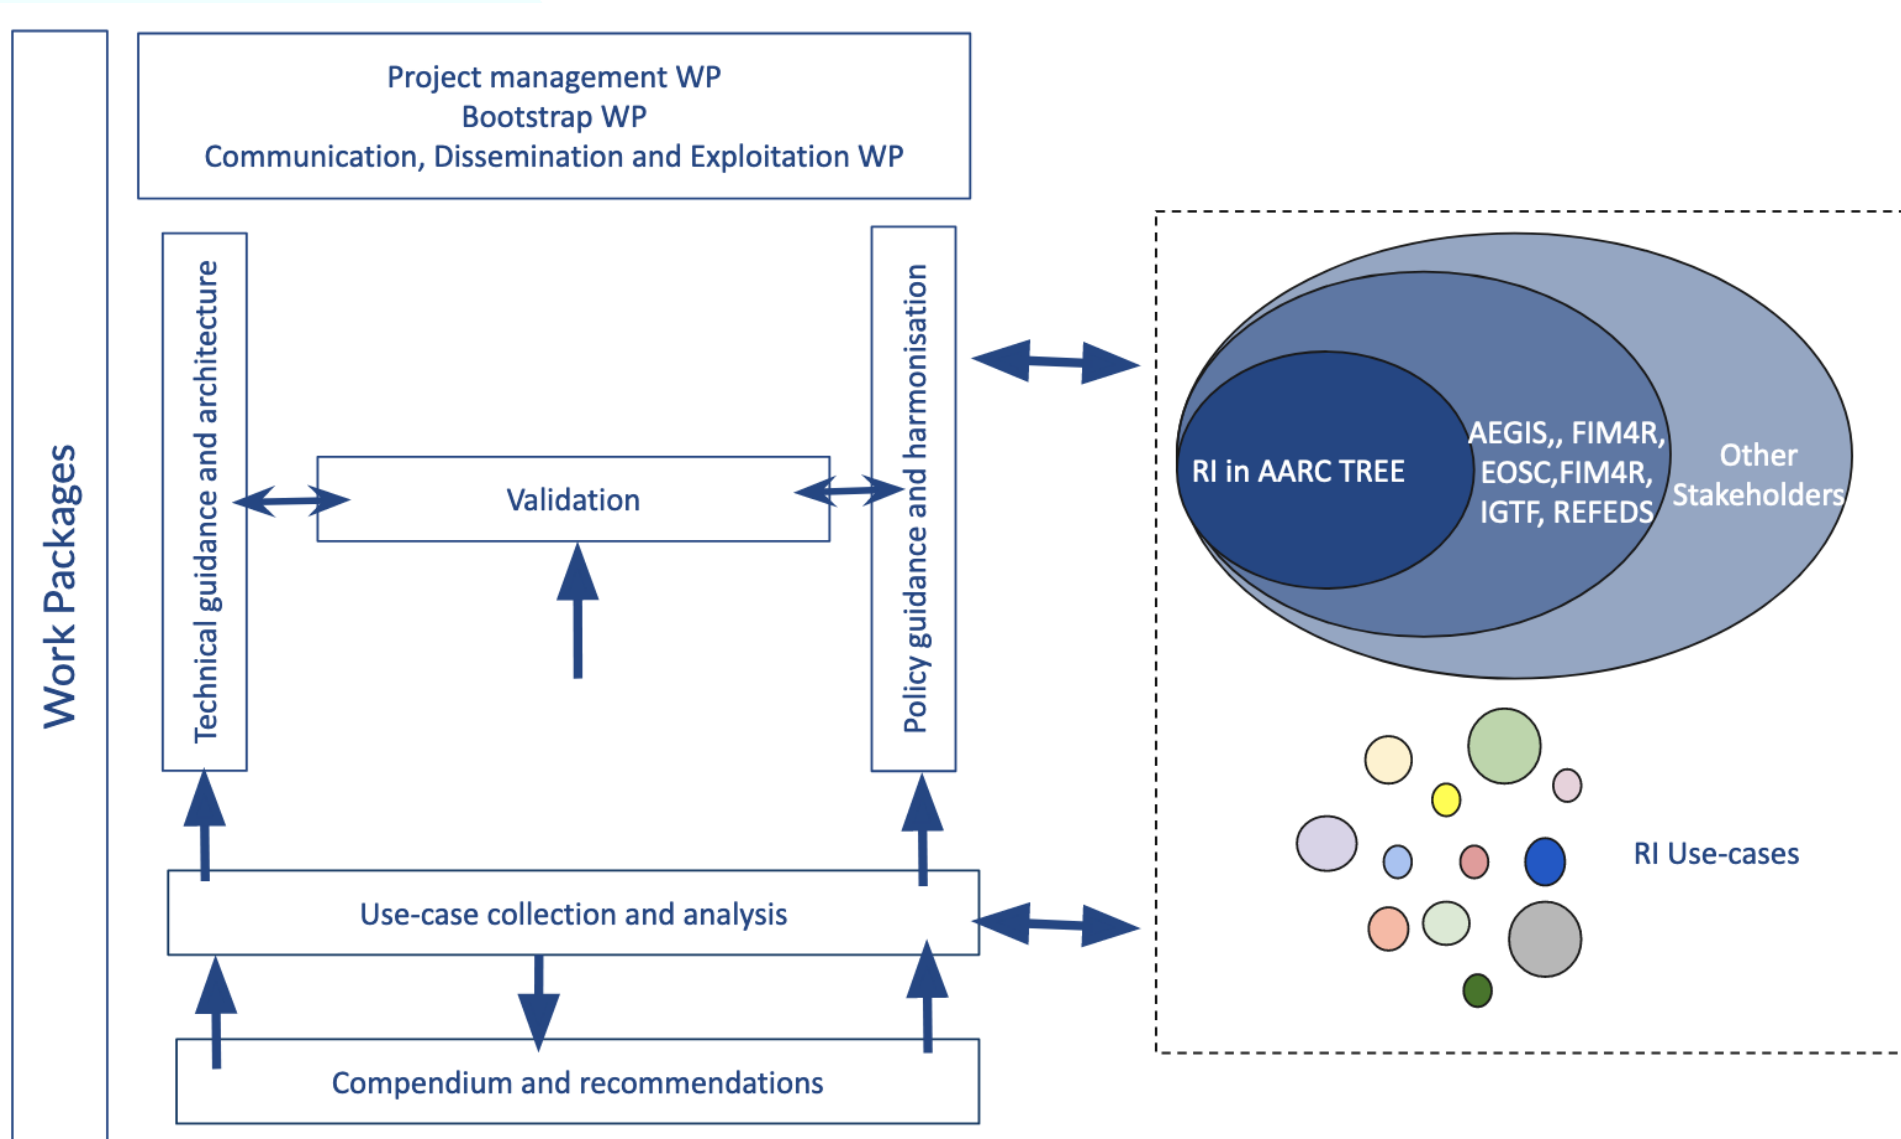 Work Packages
Project management WP
Bootstrap WP
Communication, Dissemination and Exploitation WP
Technical guidance and architecture
Validation
Policy guidance and harmonisation
Use-case collection and analysis
Compendium and recommendations
RI in AARC TREE
AEGIS,, FIM4R,
EOSC,FIM4R,
IGTF, REFEDS
Other
Stakeholders
RI Use-cases